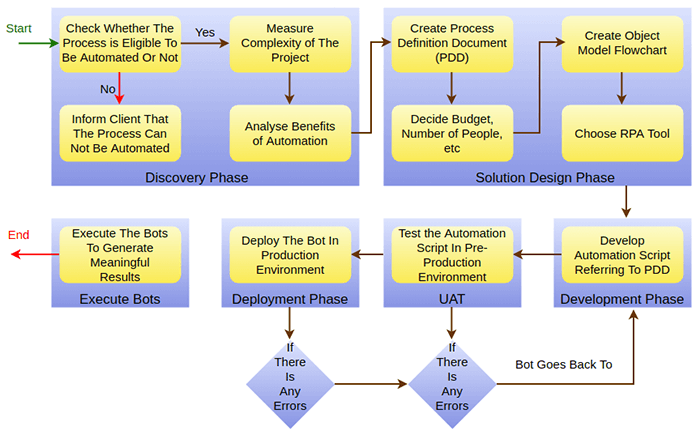 Start
Check Whether The
Process is Eligible To
Be Automated Or Not
Yes
Measure
Complexity of The
Project
No
Inform Client That
The Process Can
Not Be Automated
Analyse Benefits
of Automation
Discovery Phase
Create Process
Definition Document
(PDD)
Create Object
Model Flowchart
Decide Budget,
Number of People,
etc
Choose RPA Tool
Solution Design Phase
End
Execute The Bots
To Generate
Meaningful
Results
Execute Bots
Deploy The Bot In
Production
Environment
Deployment Phase
Test the Automation
Script In Pre-
Production
Environment
UAT
Develop
Automation Script
Referring To PDD
Development Phase
If
There
Is
Any
Errors
If
There
Is
Any
Errors
Bot Goes Back To